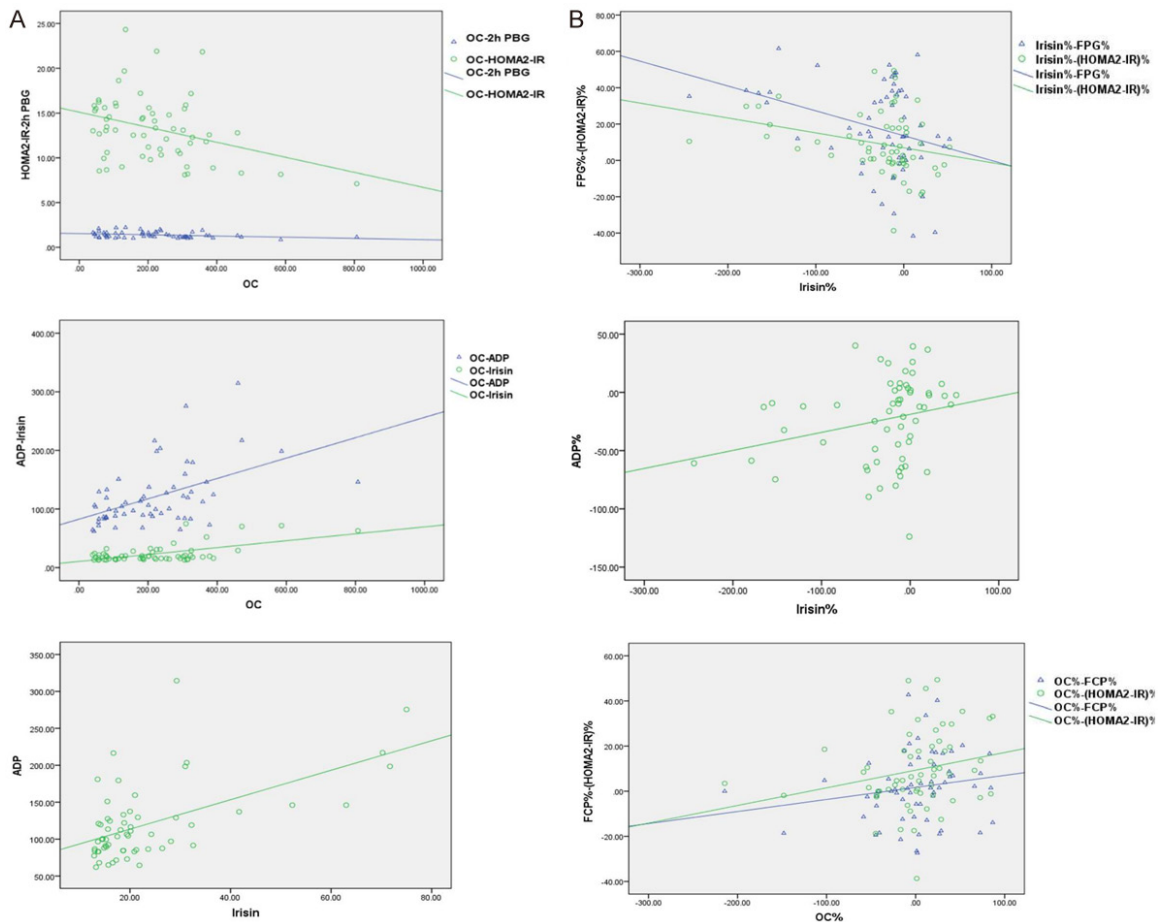 A
HOMA2-IR-2h PBG
25.00
20.00
15.00
10.00
5.00
.00
.00 200.00 400.00 600.00 800.00 1000.00
OC
OC-2h PBG
OC-HOMA2-IR
OC-2h PBG
OC-HOMA2-IR
ADP-Irisin
400.00
300.00
200.00
100.00
.00
.00 200.00 400.00 600.00 800.00 1000.00
OC
OC-ADP
OC-Irisin
OC-ADP
OC-Irisin
ADP
350.00
300.00
250.00
200.00
150.00
100.00
50.00
20.00 40.00 60.00 80.00
Irisin
B
FPG%-(HOMA2-IR)%
80.00
60.00
40.00
20.00
.00
-20.00
-40.00
-300.00 -200.00 -100.00 .00 100.00
Irisin%
Irisin%-FPG%
Irisin%-(HOMA2-IR)%
Irisin%-FPG%
Irisin%-(HOMA2-IR)%
ADP%
50.00
.00
-50.00
-100.00
-150.00
-300.00 -200.00 -100.00 .00 100.00
Irisin%
FCP%-(HOMA2-IR)%
60.00
40.00
20.00
.00
-20.00
-40.00
-300.00 -200.00 -100.00 .00 100.00
OC%
OC%-FCP%
OC%-(HOMA2-IR)%
OC%-FCP%
OC%-(HOMA2-IR)%